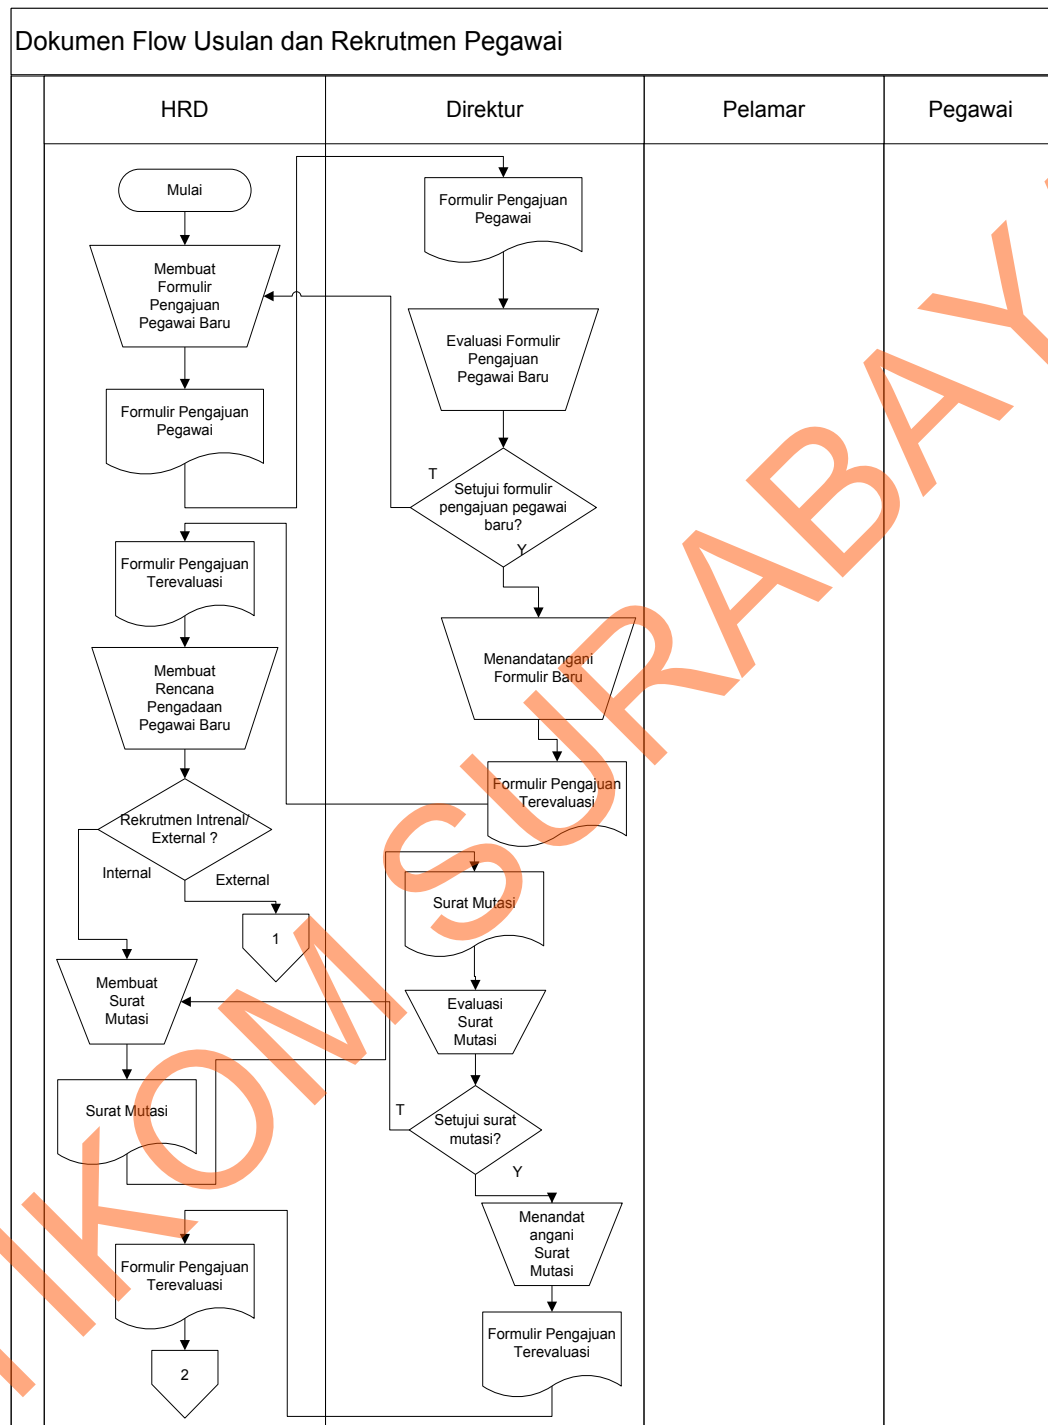 Dokumen Flow Usulan dan Rekrutmen Pegawai
HRD
Direktur
Pelamar
Pegawai
Mulai
Membuat
Formulir
Pengajuan
Pegawai Baru
Formulir Pengajuan
Pegawai
Formulir Pengajuan
Pegawai
Evaluasi Formulir
Pengajuan
Pegawai Baru
T
Setujui formulir
pengajuan pegawai
baru?
Y
Menandatangani
Formulir Baru
Formulir Pengajuan
Terevaluasi
Formulir Pengajuan
Terevaluasi
Membuat
Rencana
Pengadaan
Pegawai Baru
Rekrutmen Intrenal/
External ?
Internal
External
1
Membuat
Surat
Mutasi
Surat Mutasi
Surat Mutasi
Evaluasi
Surat
Mutasi
T
Setujui surat
mutasi?
Y
Menandat
angani
Surat
Mutasi
Formulir Pengajuan
Terevaluasi
Formulir Pengajuan
Terevaluasi
2
IKOM SURABAY